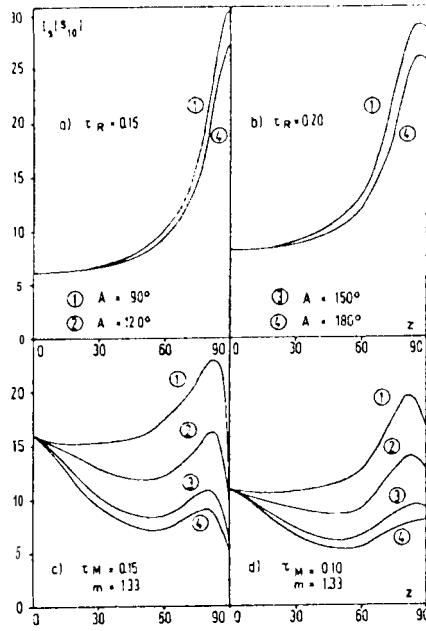 30
I_s(S_10)
25
20
15
10
5
0
① ④
a) τ_R = 0.15
① A = 90°
② A = 120°
① ④
b) τ_R = 0.20
③ A = 150°
④ A = 180°
z
0 30 60 90
0 30 60 90
20
15
10
5
0
① ② ③ ④
c) τ_M = 0.15
m = 1.33
① ② ③ ④
d) τ_M = 0.10
m = 1.33
0 30 60 90
0 30 60 90
z